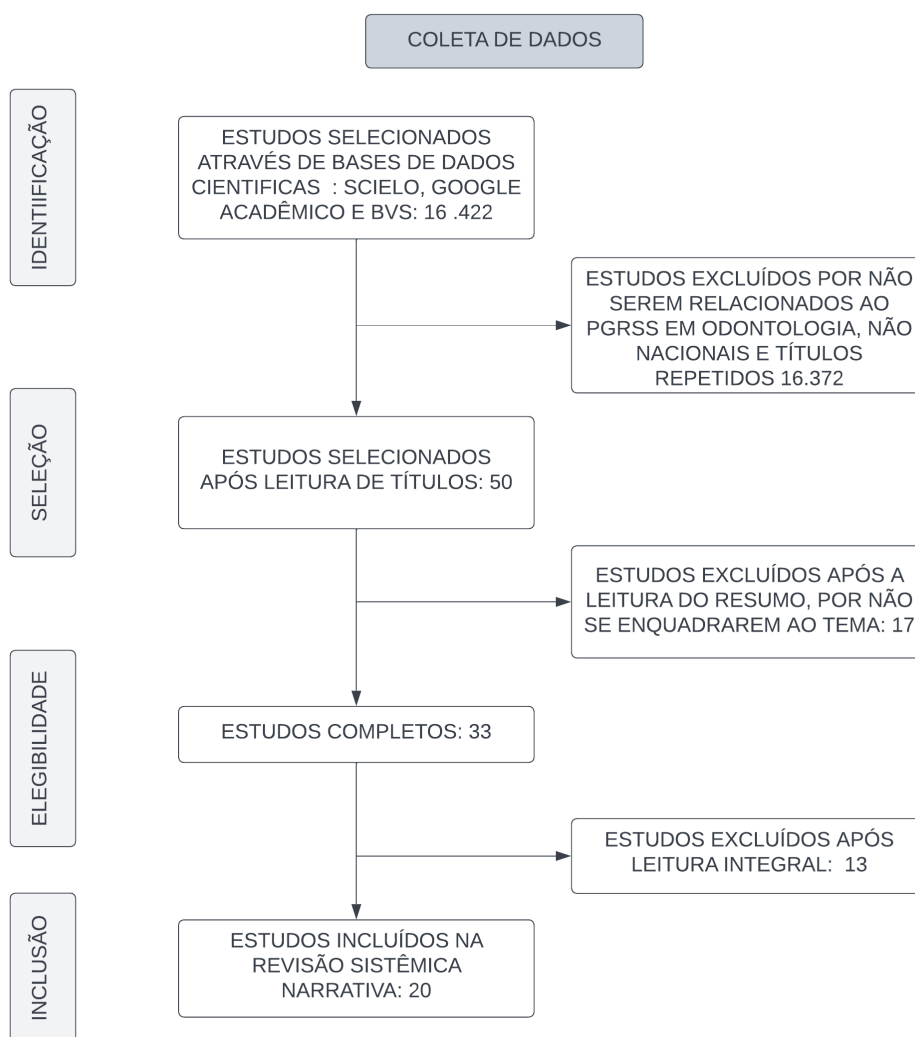 COLETA DE DADOS
IDENTIIFICAÇÃO
ESTUDOS SELECIONADOS
ATRAVÉS DE BASES DE DADOS
CIENTIFICAS : SCIELO, GOOGLE
ACADÊMICO E BVS: 16 .422
ESTUDOS EXCLUÍDOS POR NÃO
SEREM RELACIONADOS AO
PGRSS EM ODONTOLOGIA, NÃO
NACIONAIS E TÍTULOS
REPETIDOS 16.372
SELEÇÃO
ESTUDOS SELECIONADOS
APÓS LEITURA DE TÍTULOS: 50
ESTUDOS EXCLUÍDOS APÓS A
LEITURA DO RESUMO, POR NÃO
SE ENQUADRAREM AO TEMA: 17
ELEGIBILIDADE
ESTUDOS COMPLETOS: 33
ESTUDOS EXCLUÍDOS APÓS
LEITURA INTEGRAL: 13
INCLUSÃO
ESTUDOS INCLUÍDOS NA
REVISÃO SISTÊMICA
NARRATIVA: 20